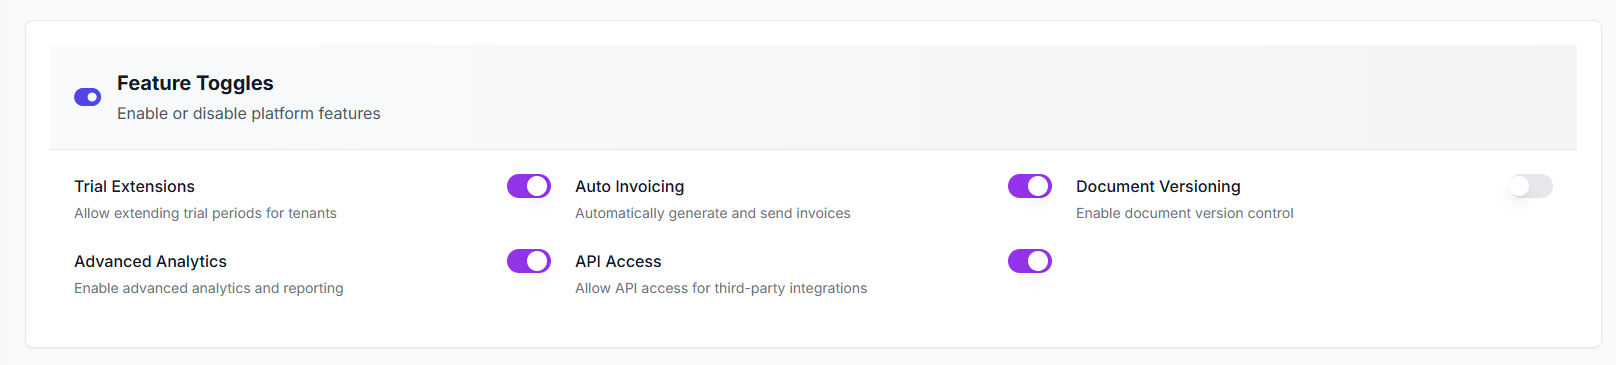 Feature Toggles
Enable or disable platform features
Trial Extensions
Allow extending trial periods for tenants
Auto Invoicing
Automatically generate and send invoices
Document Versioning
Enable document version control
Advanced Analytics
Enable advanced analytics and reporting
API Access
Allow API access for third-party integrations